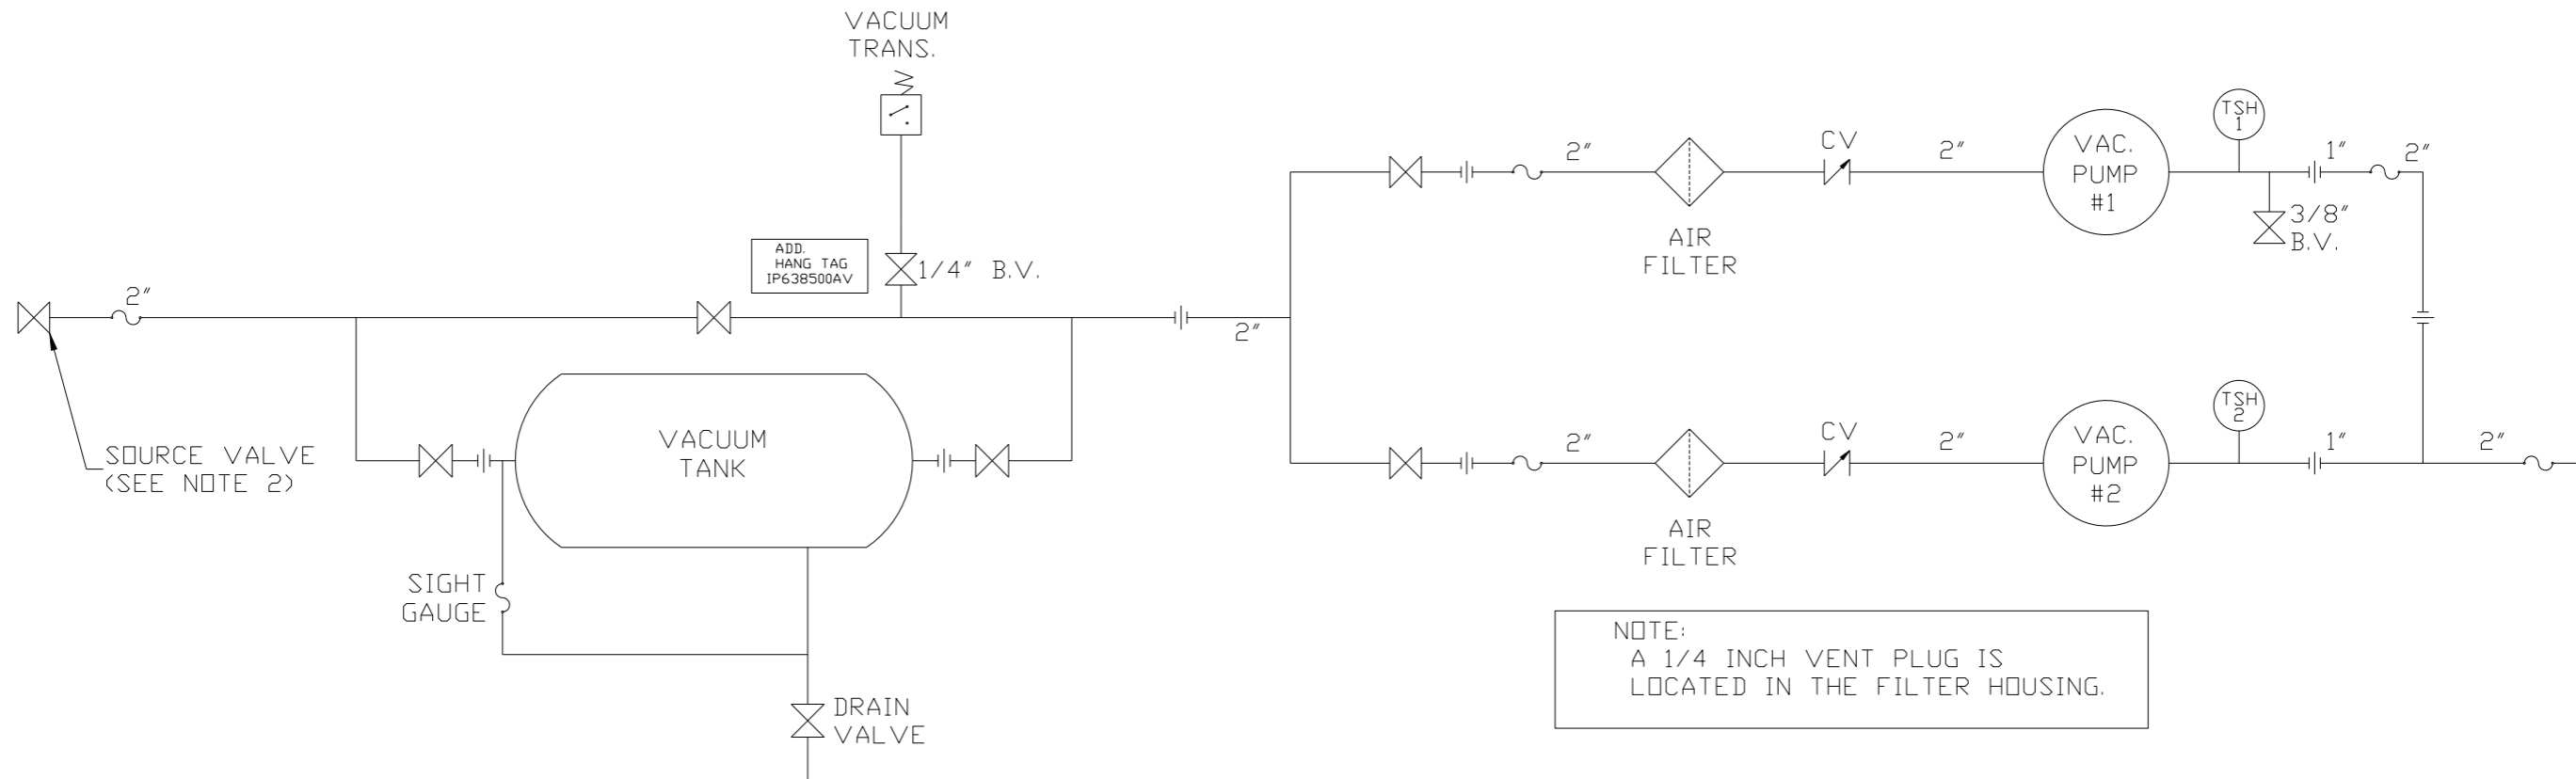 VACUUM
TRANS.
ADD.
HANG TAG
IP638500AV
1/4" B.V.
2"
2"
SOURCE VALVE
(SEE NOTE 2)
VACUUM
TANK
SIGHT
GAUGE
DRAIN
VALVE
2"
AIR
FILTER
CV
2"
VAC.
PUMP
#1
TSH
1
1"
2"
3/8"
B.V.
2"
AIR
FILTER
CV
2"
VAC.
PUMP
#2
TSH
2
1"
2"
NOTE:
A 1/4 INCH VENT PLUG IS
LOCATED IN THE FILTER HOUSING.